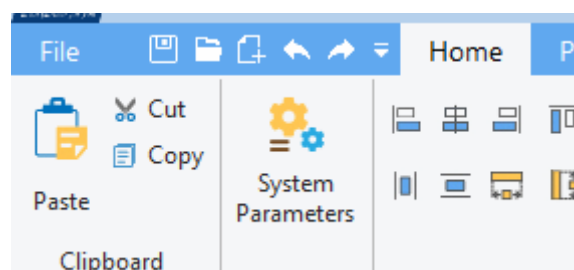 File
Home
Cut
Copy
Paste
System
Parameters
Clipboard